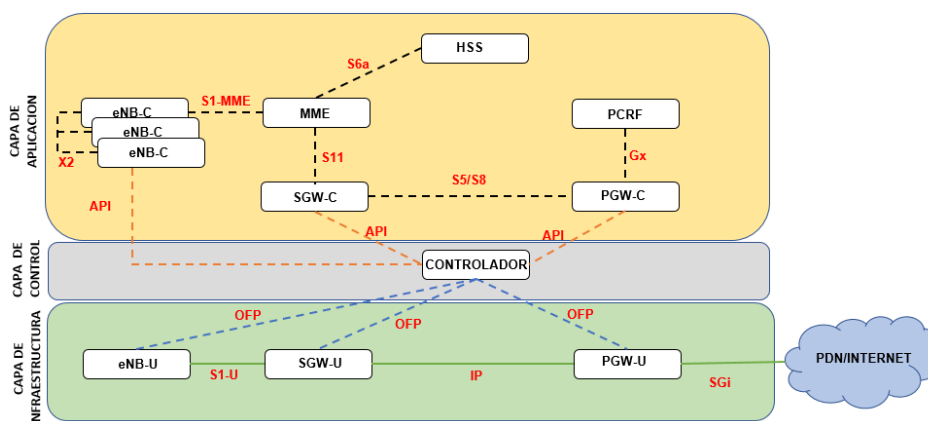 HSS
S6a
S1-MME
eNB-C
MME
PCRF
eNB-C
eNB-C
X2
S11
Gx
S5/S8
SGW-C
PGW-C
API
API
API
CAPA DE
APLICACION
CAPA DE
CONTROL
CONTROLADOR
OFP
OFP
OFP
CAPA DE
NFRAESTRUCTURA
eNB-U
SGW-U
PGW-U
PDN/INTERNET
S1-U
IP
SGi